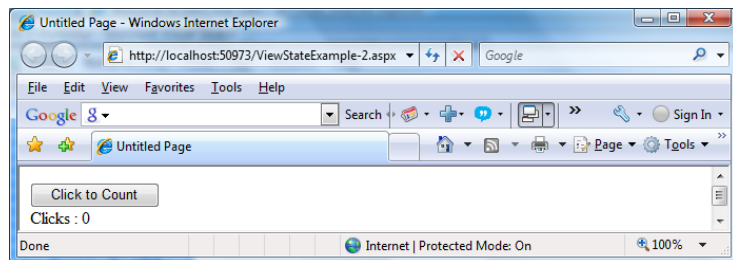 Untitled Page - Windows Internet Explorer
http://localhost:50973/ViewStateExample-2.aspx Google
File Edit View Favorites Tools Help
Google Search Sign In
Untitled Page Page Tools
Click to Count
Clicks : 0
Done Internet | Protected Mode: On 100%